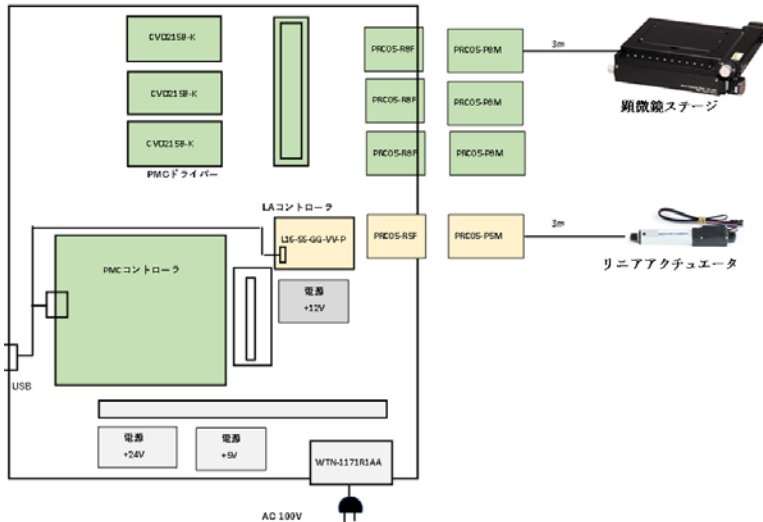 CVD215B-K
PRC05-R8F
PRC05-P8M
3m
顕微鏡ステージ
CVD215B-K
PRC05-R8F
PRC05-P8M
CVD215B-K
PRC05-R8F
PRC05-P8M
PMCドライバー
LAコントローラ
L16-S5-GG-VV-P
PRC05-R5F
PRC05-P5M
3m
リニアアクチュエータ
PMCコントローラ
電源
+12V
USB
電源
+24V
電源
+5V
WTN-1171R1AA
AC 100V